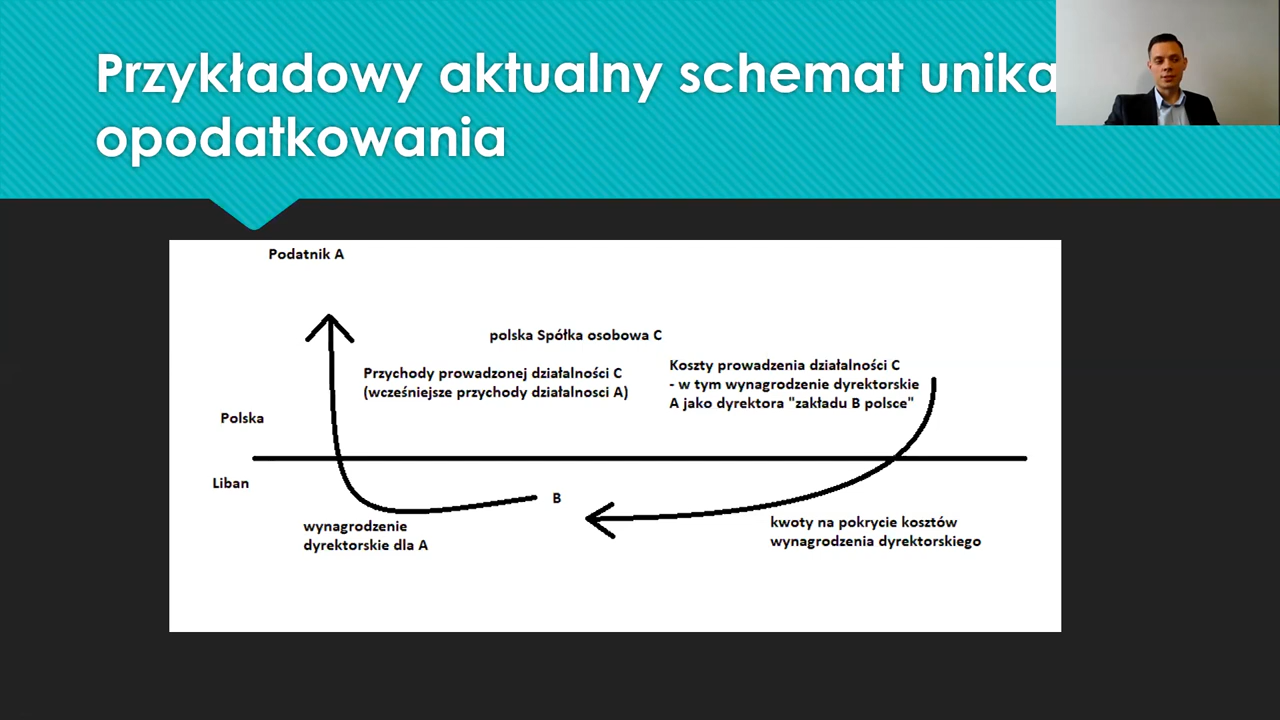 Przykładowy aktualny schemat unika
opodatkowania
Podatnik A
polska Spółka osobowa C
Przychody prowadzonej działalności C
(wcześniejsze przychody działalnosci A)
Koszty prowadzenia działalności C
- w tym wynagrodzenie dyrektorskie
A jako dyrektora "zakładu B polsce"
Polska
Liban
B
wynagrodzenie
dyrektorskie dla A
kwoty na pokrycie kosztów
wynagrodzenia dyrektorskiego